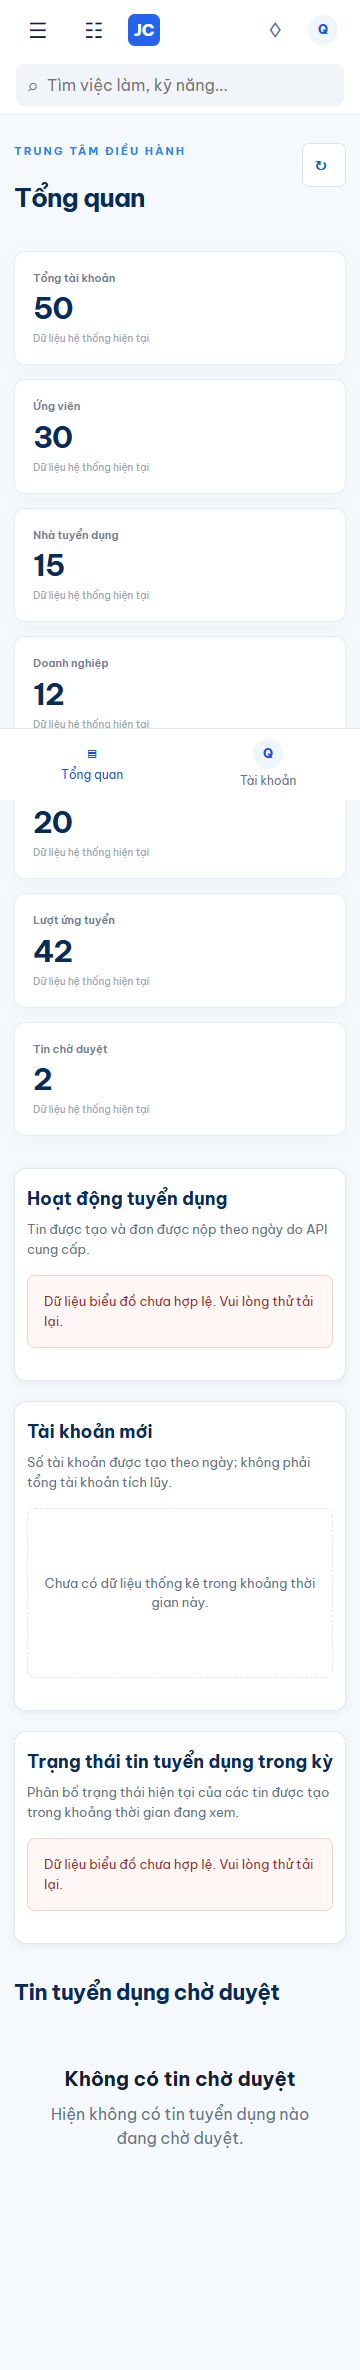 JC
Q
Tìm việc làm, kỹ năng...
TRUNG TÂM ĐIỀU HÀNH
Tổng quan
Tổng tài khoản
50
Dữ liệu hệ thống hiện tại
Ứng viên
30
Dữ liệu hệ thống hiện tại
Nhà tuyển dụng
15
Dữ liệu hệ thống hiện tại
Doanh nghiệp
12
Dữ liệu hệ thống hiện tại
Tổng quan
Q
Tài khoản
20
Dữ liệu hệ thống hiện tại
Lượt ứng tuyển
42
Dữ liệu hệ thống hiện tại
Tin chờ duyệt
2
Dữ liệu hệ thống hiện tại
Hoạt động tuyển dụng
Tin được tạo và đơn được nộp theo ngày do API
cung cấp.
Dữ liệu biểu đồ chưa hợp lệ. Vui lòng thử tải
lại.
Tài khoản mới
Số tài khoản được tạo theo ngày; không phải
tổng tài khoản tích lũy.
Chưa có dữ liệu thống kê trong khoảng thời
gian này.
Trạng thái tin tuyển dụng trong kỳ
Phân bố trạng thái hiện tại của các tin được tạo
trong khoảng thời gian đang xem.
Dữ liệu biểu đồ chưa hợp lệ. Vui lòng thử tải
lại.
Tin tuyển dụng chờ duyệt
Không có tin chờ duyệt
Hiện không có tin tuyển dụng nào
đang chờ duyệt.